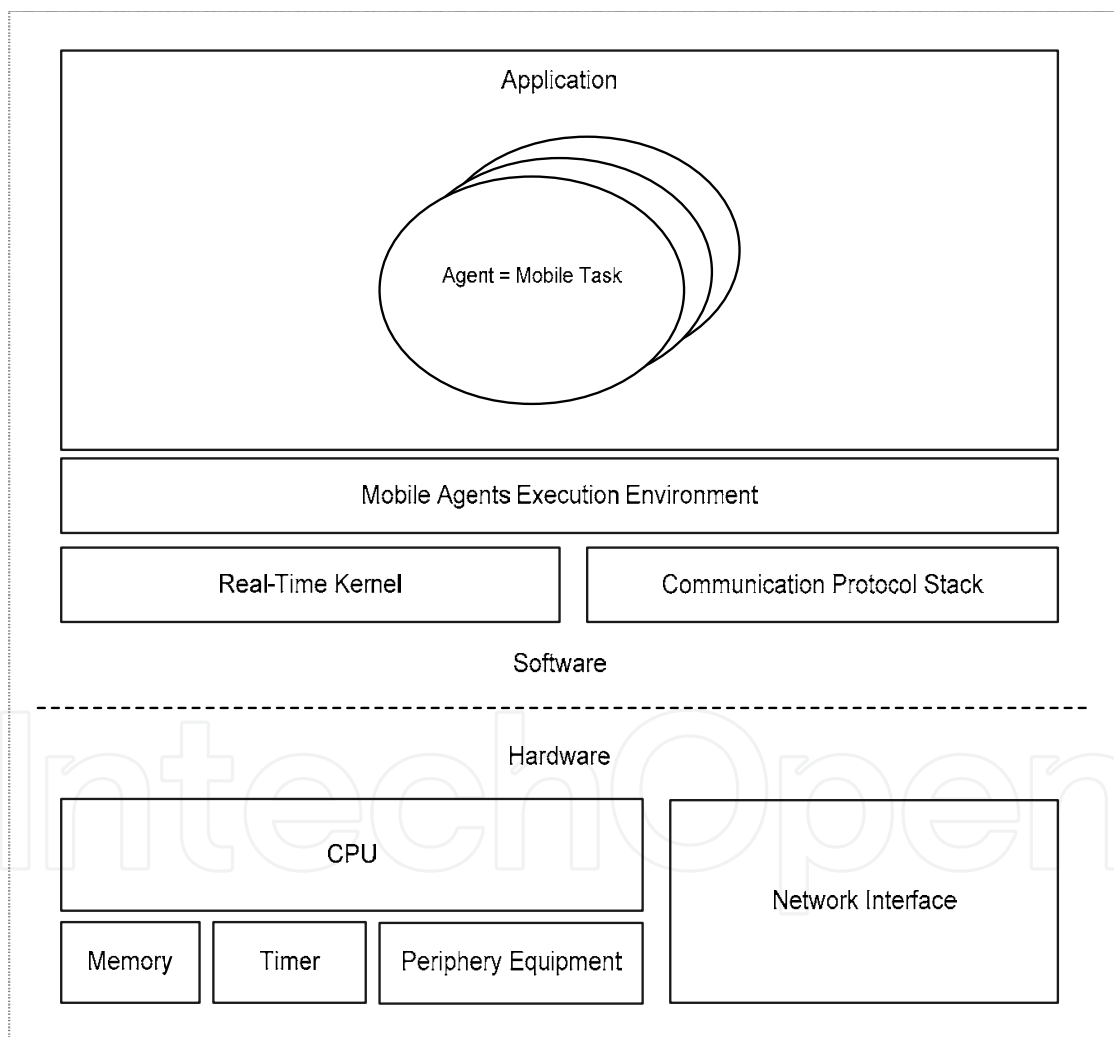 Application
Agent = Mobile Task
Mobile Agents Execution Environment
Real-Time Kernel
Communication Protocol Stack
Software
Hardware
IntechOpen
CPU
Network Interface
Memory
Timer
Periphery Equipment